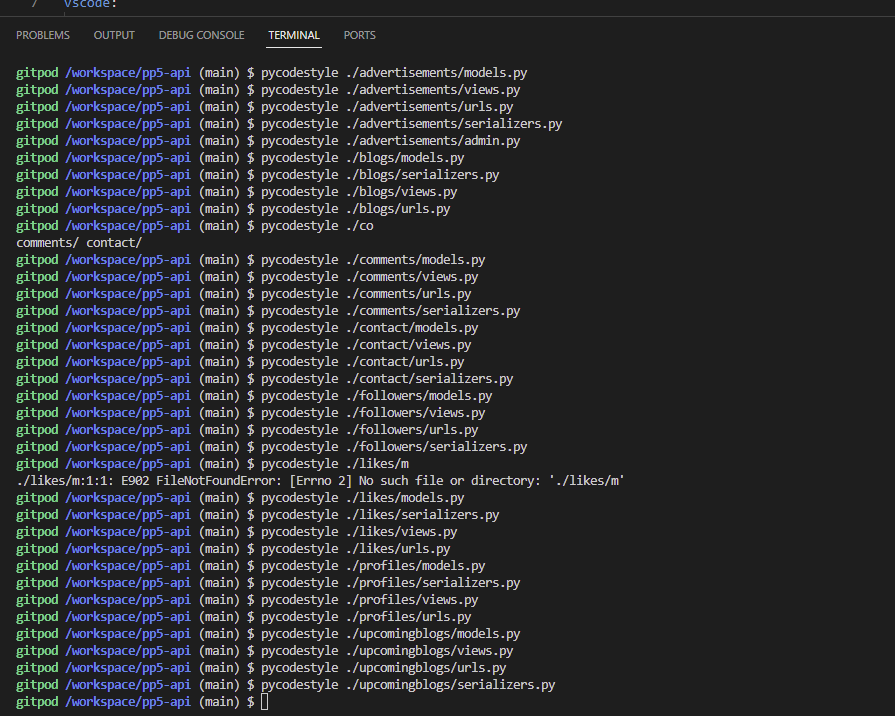 7 vscode:
PROBLEMS OUTPUT DEBUG CONSOLE TERMINAL PORTS
gitpod /workspace/pp5-api (main) $ pycodestyle ./advertisements/models.py
gitpod /workspace/pp5-api (main) $ pycodestyle ./advertisements/views.py
gitpod /workspace/pp5-api (main) $ pycodestyle ./advertisements/urls.py
gitpod /workspace/pp5-api (main) $ pycodestyle ./advertisements/serializers.py
gitpod /workspace/pp5-api (main) $ pycodestyle ./advertisements/admin.py
gitpod /workspace/pp5-api (main) $ pycodestyle ./blogs/models.py
gitpod /workspace/pp5-api (main) $ pycodestyle ./blogs/serializers.py
gitpod /workspace/pp5-api (main) $ pycodestyle ./blogs/views.py
gitpod /workspace/pp5-api (main) $ pycodestyle ./blogs/urls.py
gitpod /workspace/pp5-api (main) $ pycodestyle ./co
comments/ contact/
gitpod /workspace/pp5-api (main) $ pycodestyle ./comments/models.py
gitpod /workspace/pp5-api (main) $ pycodestyle ./comments/views.py
gitpod /workspace/pp5-api (main) $ pycodestyle ./comments/urls.py
gitpod /workspace/pp5-api (main) $ pycodestyle ./comments/serializers.py
gitpod /workspace/pp5-api (main) $ pycodestyle ./contact/models.py
gitpod /workspace/pp5-api (main) $ pycodestyle ./contact/views.py
gitpod /workspace/pp5-api (main) $ pycodestyle ./contact/urls.py
gitpod /workspace/pp5-api (main) $ pycodestyle ./contact/serializers.py
gitpod /workspace/pp5-api (main) $ pycodestyle ./followers/models.py
gitpod /workspace/pp5-api (main) $ pycodestyle ./followers/views.py
gitpod /workspace/pp5-api (main) $ pycodestyle ./followers/urls.py
gitpod /workspace/pp5-api (main) $ pycodestyle ./followers/serializers.py
gitpod /workspace/pp5-api (main) $ pycodestyle ./likes/m
./likes/m:1:1: E902 FileNotFoundError: [Errno 2] No such file or directory: './likes/m'
gitpod /workspace/pp5-api (main) $ pycodestyle ./likes/models.py
gitpod /workspace/pp5-api (main) $ pycodestyle ./likes/serializers.py
gitpod /workspace/pp5-api (main) $ pycodestyle ./likes/views.py
gitpod /workspace/pp5-api (main) $ pycodestyle ./likes/urls.py
gitpod /workspace/pp5-api (main) $ pycodestyle ./profiles/models.py
gitpod /workspace/pp5-api (main) $ pycodestyle ./profiles/serializers.py
gitpod /workspace/pp5-api (main) $ pycodestyle ./profiles/views.py
gitpod /workspace/pp5-api (main) $ pycodestyle ./profiles/urls.py
gitpod /workspace/pp5-api (main) $ pycodestyle ./upcomingblogs/models.py
gitpod /workspace/pp5-api (main) $ pycodestyle ./upcomingblogs/views.py
gitpod /workspace/pp5-api (main) $ pycodestyle ./upcomingblogs/urls.py
gitpod /workspace/pp5-api (main) $ pycodestyle ./upcomingblogs/serializers.py
gitpod /workspace/pp5-api (main) $